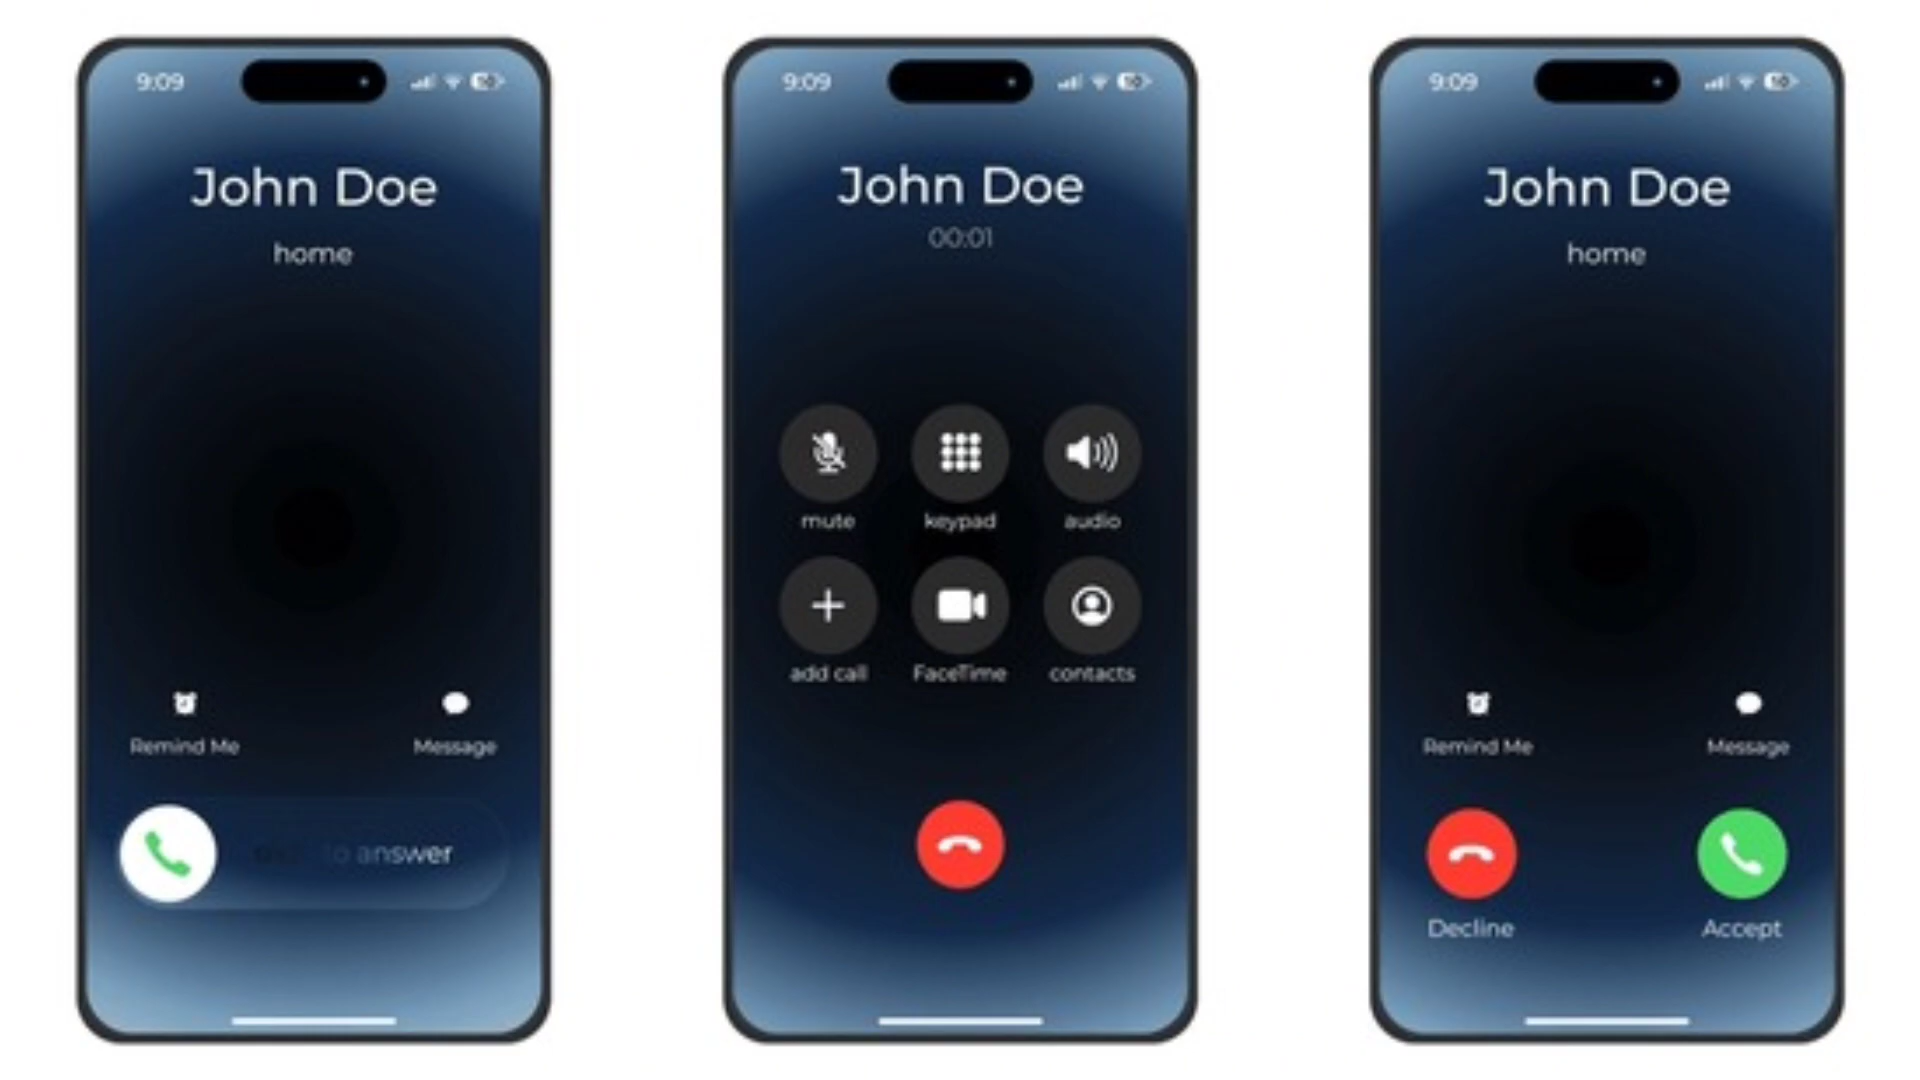 9:09
John Doe
home
Remind Me
Message
to answer
9:09
John Doe
00:01
mute
keypad
audio
add call
FaceTime
contacts
9:09
John Doe
home
Remind Me
Message
Decline
Accept